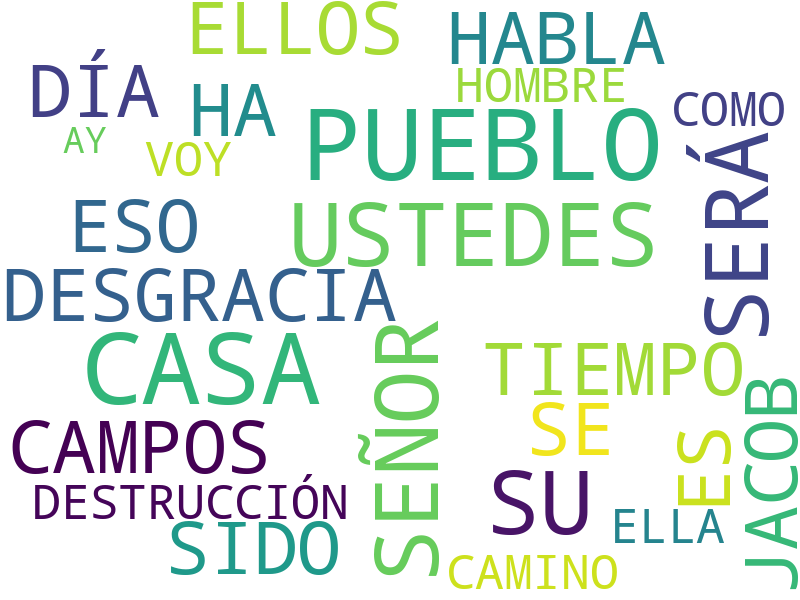 ELLOS
HABLA
DÍA
HOMBRE
HA
COMO
AY
VOY
PUEBLO
SERÁ
ESO
USTEDES
DESGRACIA
CASA
SEÑOR
TIEMPO
JACOB
SE
ES
CAMPOS
SU
DESTRUCCIÓN
ELLA
SIDO
CAMINO